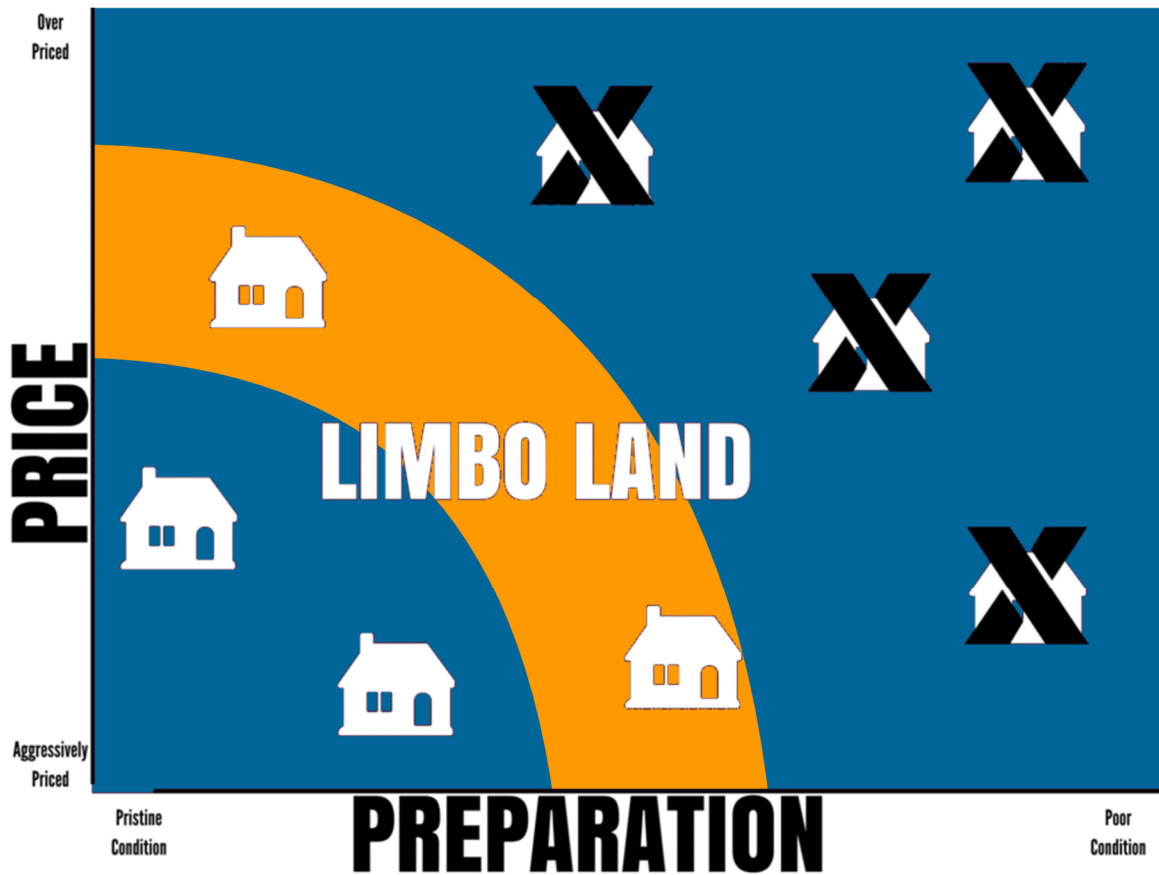 Over
Priced
PRICE
LIMBO LAND
Aggressively
Priced
Pristine
Condition
PREPARATION
Poor
Condition